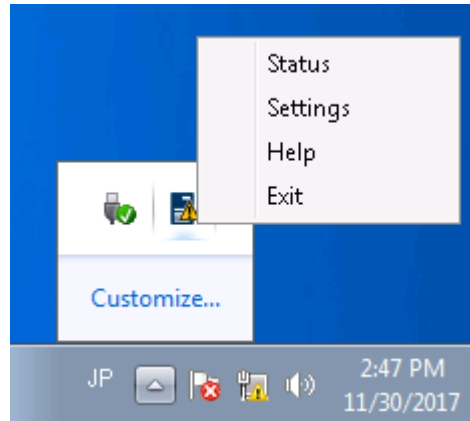 Status
Settings
Help
Exit
Customize...
JP
2:47 PM
11/30/2017